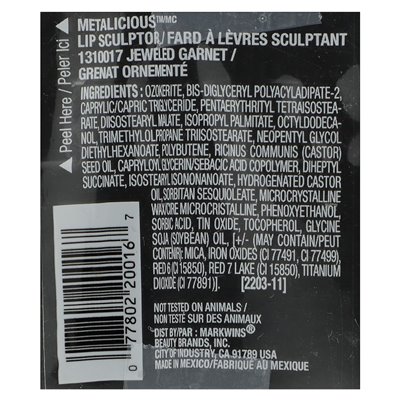 ◄ Peel Here / Peler Ici ◄
METALICIOUS™/MC
LIP SCULPTOR/FARD À LÈVRES SCULPTANT
1310017 JEWELED GARNET/
GRENAT ORNEMENTÉ
INGREDIENTS: OZOKERITE, BIS-DIGLYCERYL POLYACYLADIPATE-2,
CAPRYLIC/CAPRIC TRIGLYCERIDE, PENTAERYTHRITYL TETRAISOSTEA-
RATE, DIISOSTEARYL MALATE, ISOPROPYL PALMITATE, OCTYLDODECA-
NOL, TRIMETHYLOLPROPANE TRIISOSTEARATE, NEOPENTYL GLYCOL
DIETHYLHEXANOATE, POLYBUTENE, RICINUS COMMUNIS (CASTOR)
SEED OIL, CAPRYLOYL GLYCERIN/SEBACIC ACID COPOLYMER, DIHEPTYL
SUCCINATE, ISOSTEARYL ISONONANOATE, HYDROGENATED CASTOR
OIL, SORBITAN SESQUIOLEATE, MICROCRYSTALLINE
WAX/CIRE MICROCRISTALLINE, PHENOXYETHANOL,
SORBIC ACID, TIN OXIDE, TOCOPHEROL, GLYCINE
SOJA (SOYBEAN) OIL, [+/- (MAY CONTAIN/PEUT
CONTENIR): MICA, IRON OXIDES (CI 77491, CI 77499),
RED 6 (CI 15850), RED 7 LAKE (CI 15850), TITANIUM
DIOXIDE (CI 77891)]. [2203-11]
NOT TESTED ON ANIMALS/
NON TESTÉ SUR DES ANIMAUX
DIST BY/PAR: MARKWINS®
BEAUTY BRANDS, INC.
CITY OF INDUSTRY, CA 91789 USA
MADE IN MEXICO/FABRIQUÉ AU MEXIQUE
0 77802 20016 7